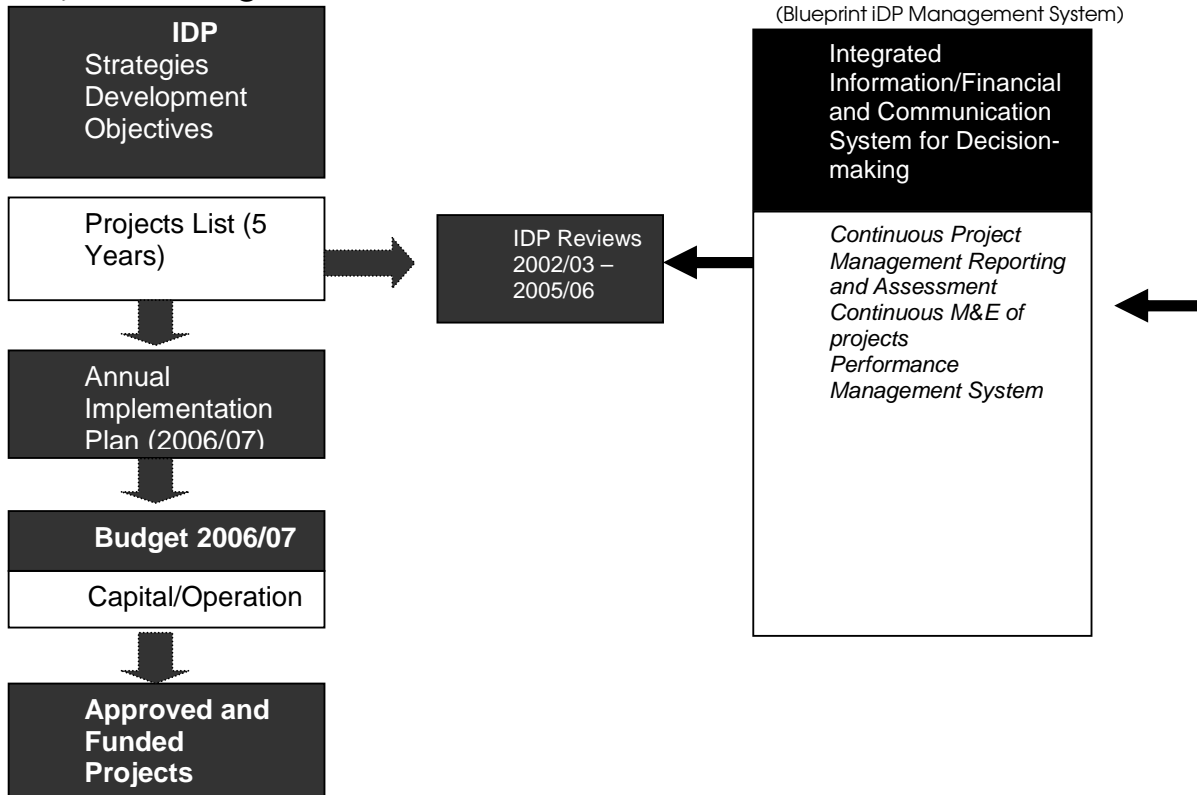 IDP
Strategies
Development
Objectives
Projects List (5
Years)
Annual
Implementation
Plan (2006/07)
Budget 2006/07
Capital/Operation
Approved and
Funded
Projects
IDP Reviews
2002/03 –
2005/06
(Blueprint iDP Management System)
Integrated
Information/Financial
and Communication
System for Decision-
making
Continuous Project
Management Reporting
and Assessment
Continuous M&E of
projects
Performance
Management System